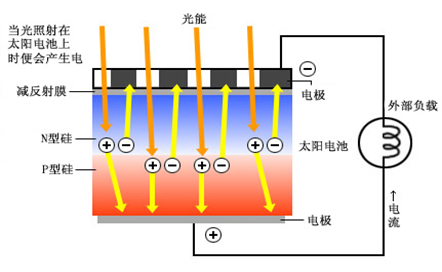 当光照射在
太阳电池上
时便会产生电
光能
减反射膜
电极
外部负载
N型硅
太阳电池
P型硅
←电流
电极